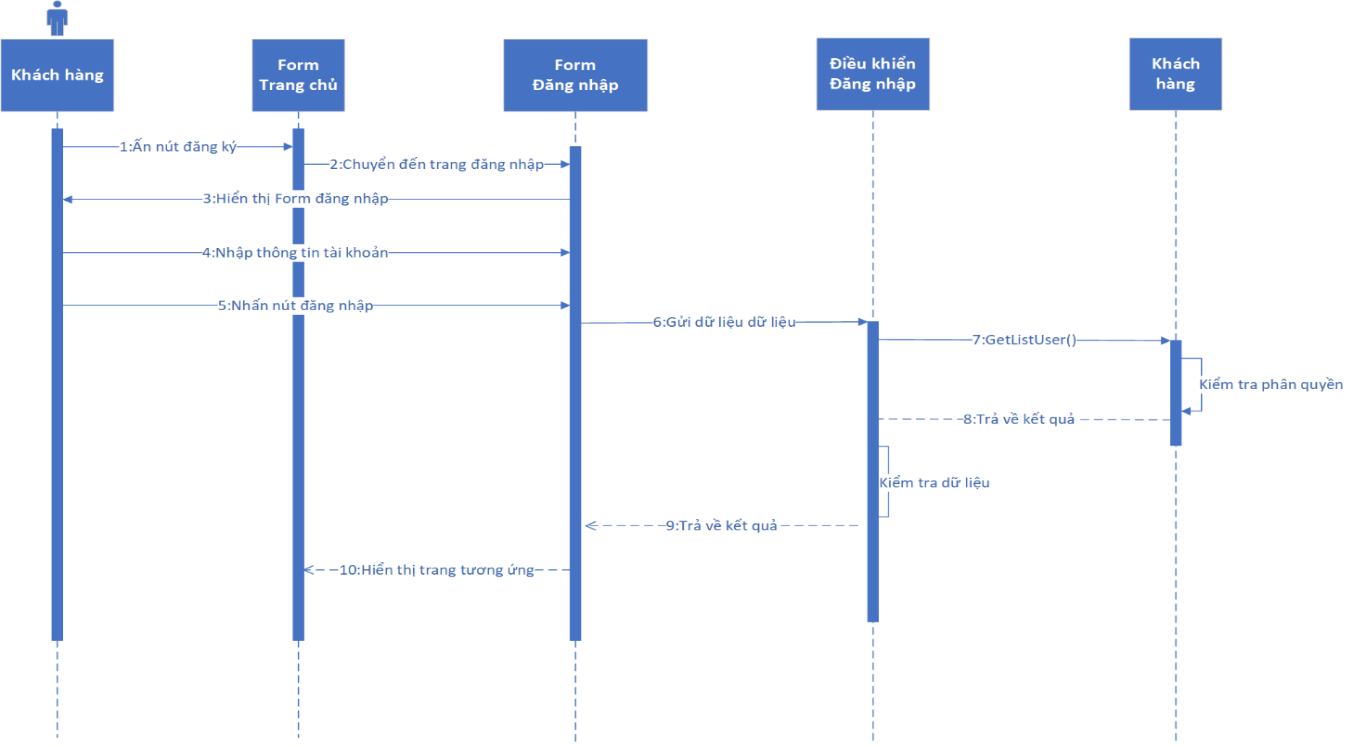 Khách hàng
Form
Trang chủ
Form
Đăng nhập
Điều khiển
Đăng nhập
Khách
hàng
1:Ấn nút đăng ký
2:Chuyển đến trang đăng nhập
3:Hiển thị Form đăng nhập
4:Nhập thông tin tài khoản
5:Nhấn nút đăng nhập
6:Gửi dữ liệu dữ liệu
7:GetListUser()
Kiểm tra phân quyền
8:Trả về kết quả
Kiểm tra dữ liệu
9:Trả về kết quả
10:Hiển thị trang tương ứng